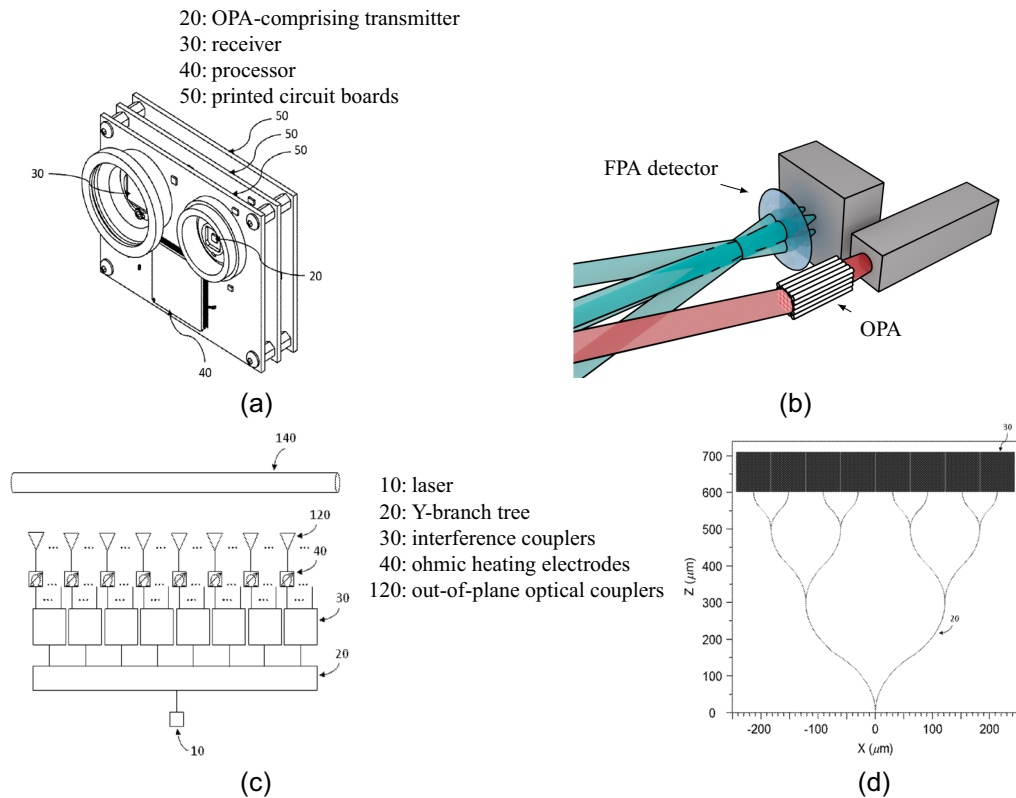 20: OPA-comprising transmitter
30: receiver
40: processor
50: printed circuit boards
50
50
50
30
20
40
(a)
FPA detector
OPA
(b)
140
120
40
30
20
10
10: laser
20: Y-branch tree
30: interference couplers
40: ohmic heating electrodes
120: out-of-plane optical couplers
(c)
30
700
600
500
400
300
200
100
0
Z (μm)
20
-200 -100 0 100 200
X (μm)
(d)